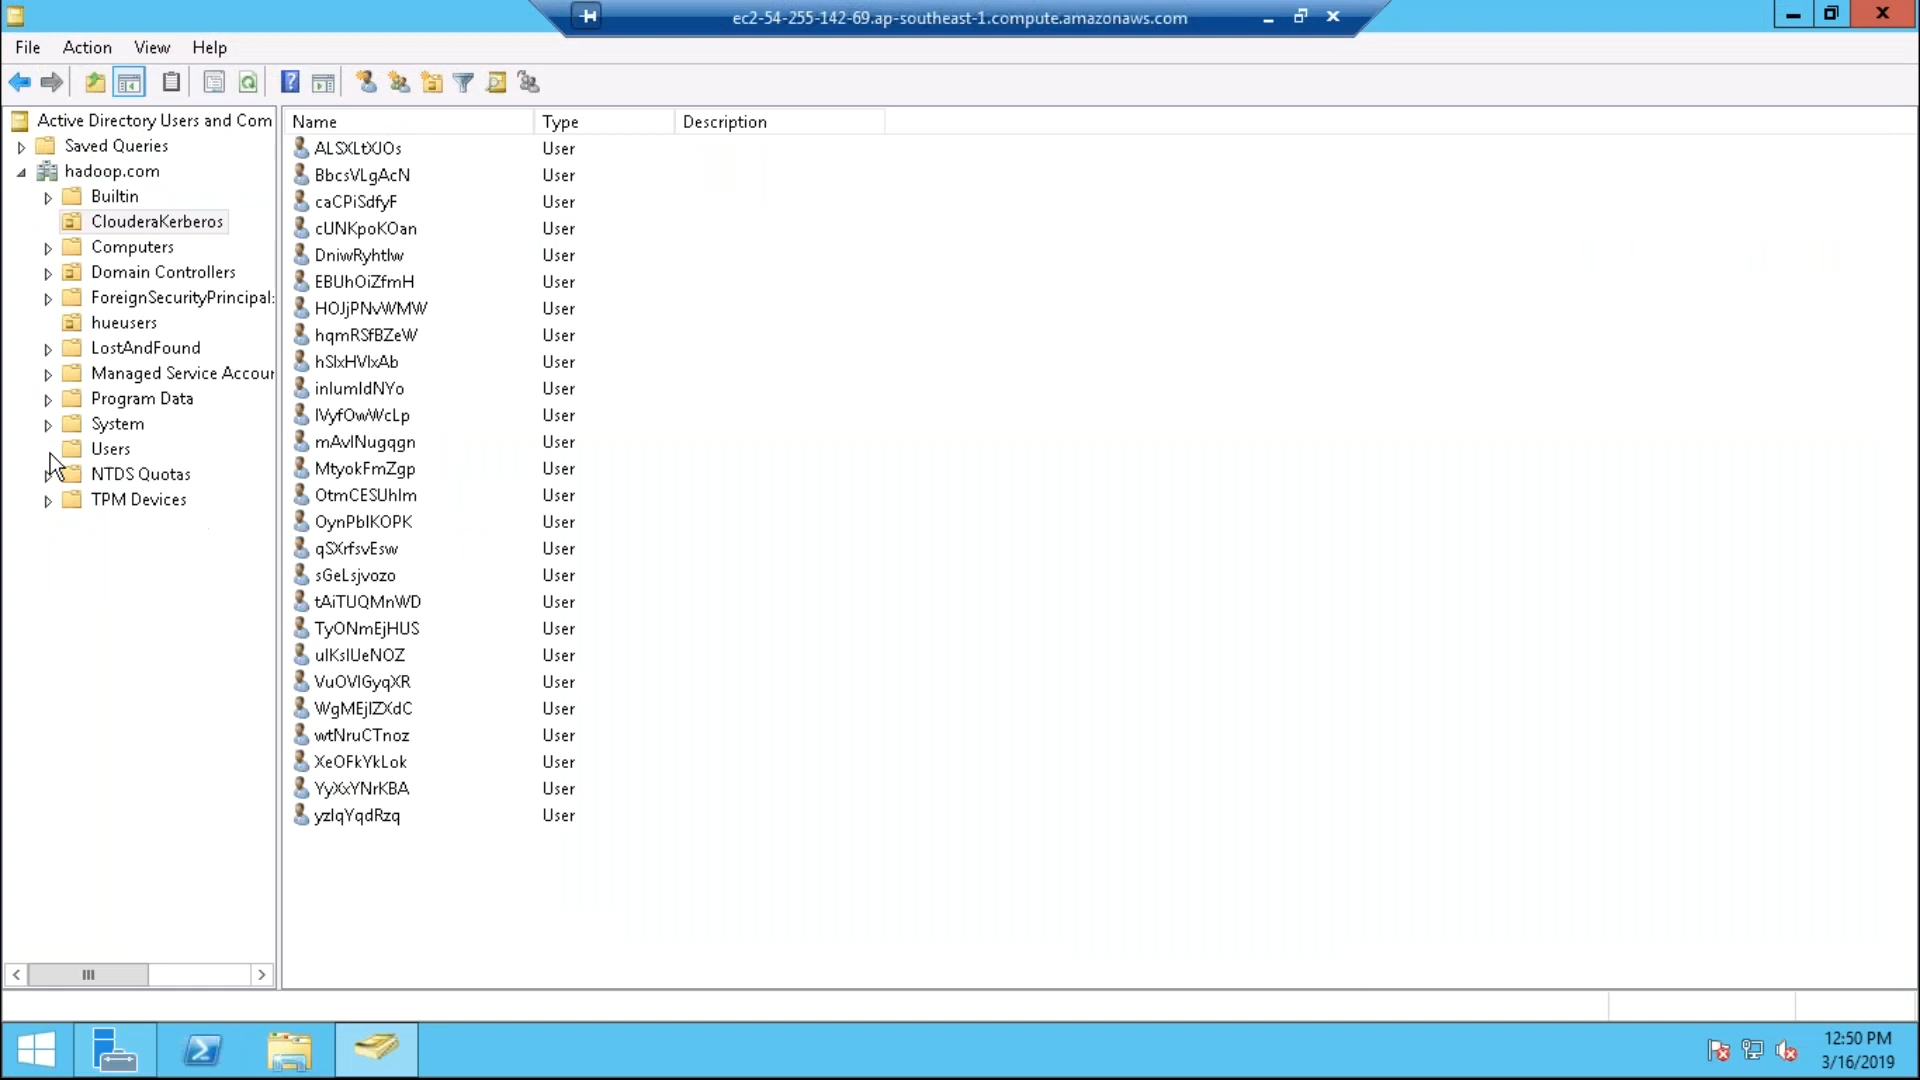 ec2-54-255-142-69.ap-southeast-1.compute.amazonaws.com
File Action View Help
Active Directory Users and Com
Saved Queries
hadoop.com
Builtin
ClouderaKerberos
Computers
Domain Controllers
ForeignSecurityPrincipal:
hueusers
LostAndFound
Managed Service Accour
Program Data
System
Users
NTDS Quotas
TPM Devices
Name Type Description
ALSXLtXJOs User
BbcsVLgAcN User
caCPiSdfyF User
cUNKpoKOan User
DniwRyhtlw User
EBUhOiZfmH User
HOJjPNvWMW User
hqmRSfBZeW User
hSlxHVlxAb User
inlumldNYo User
lVyfOwWcLp User
mAvlNugqgn User
MtyokFmZgp User
OtmCESUhlm User
OynPblKOPK User
qSXrfsvEsw User
sGeLsjvozo User
tAiTUQMnWD User
TyONmEjHUS User
ulKslUeNOZ User
VuOVlGyqXR User
WgMEjlZXdC User
wtNruCTnoz User
XeOFkYkLok User
YyXxYNrKBA User
yzlqYqdRzq User
12:50 PM
3/16/2019